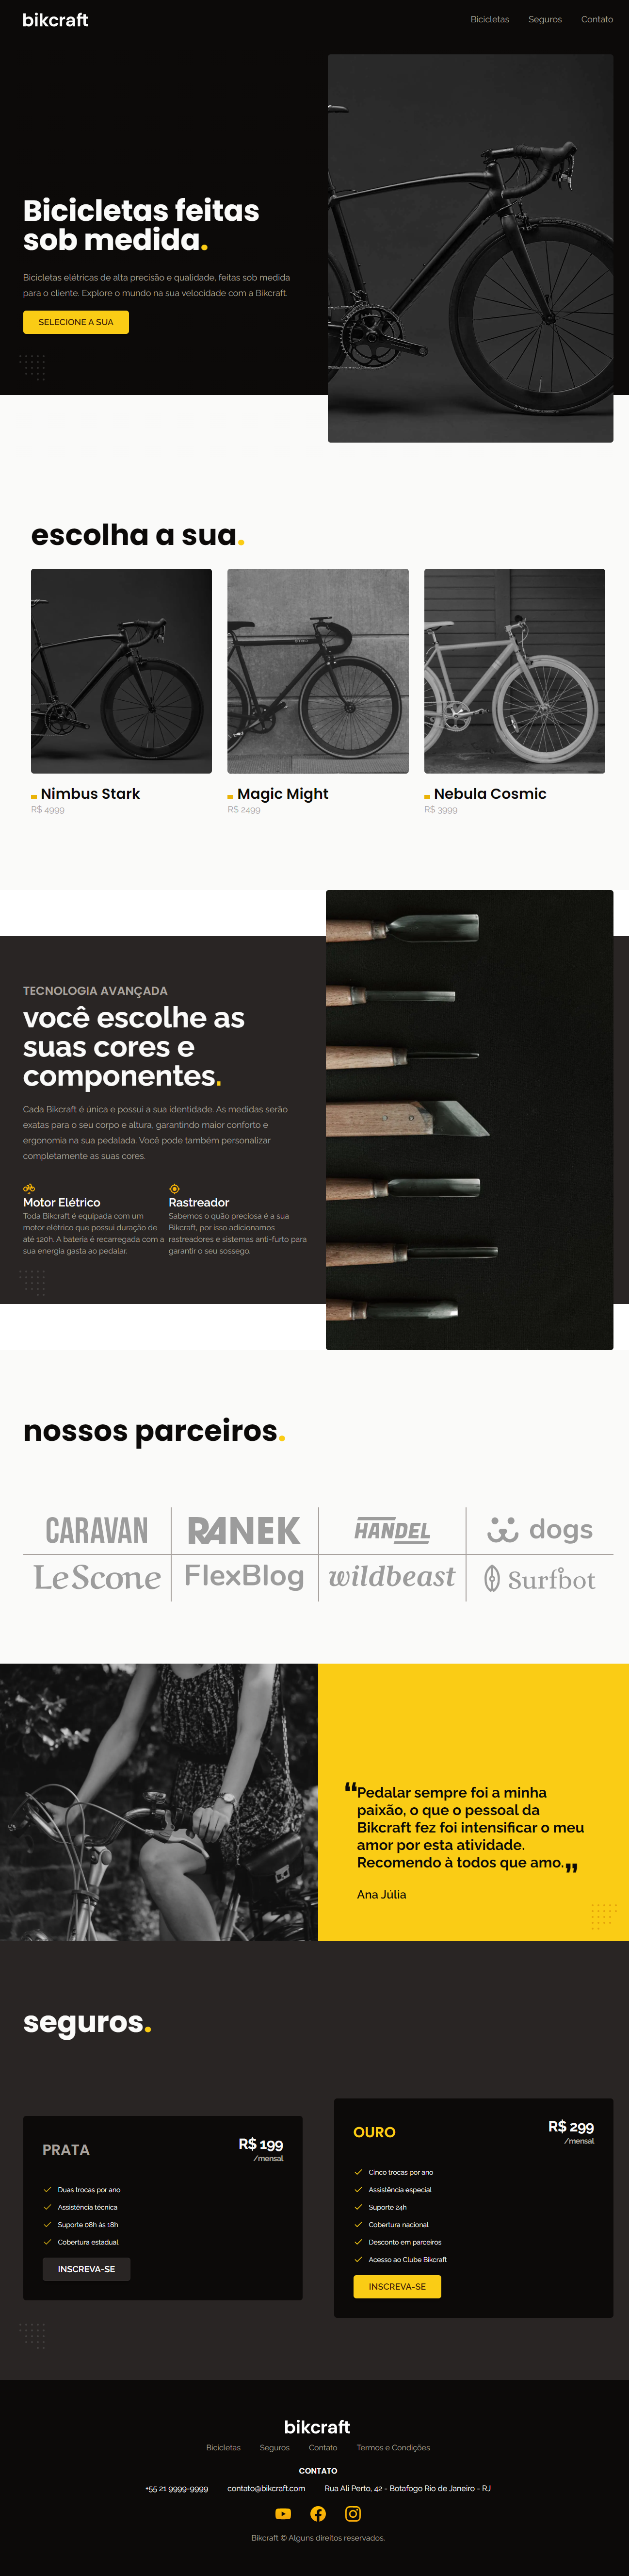 bikcraft
Bicicletas Seguros Contato
Bicicletas feitas
sob medida.
Bicicletas elétricas de alta precisão e qualidade, feitas sob medida
para o cliente. Explore o mundo na sua velocidade com a Bikcraft.
SELECIONE A SUA
escolha a sua.
Nimbus Stark
R$ 4999
Magic Might
R$ 2499
Nebula Cosmic
R$ 3999
TECNOLOGIA AVANÇADA
você escolhe as
suas cores e
componentes.
Cada Bikcraft é única e possui a sua identidade. As medidas serão
exatas para o seu corpo e altura, garantindo maior conforto e
ergonomia na sua pedalada. Você pode também personalizar
completamente as suas cores.
Motor Elétrico
Toda Bikcraft é equipada com um
motor elétrico que possui duração de
até 120h. A bateria é recarregada com a
sua energia gasta ao pedalar.
Rastreador
Sabemos o quão preciosa é a sua
Bikcraft, por isso adicionamos
rastreadores e sistemas anti-furto para
garantir o seu sossego.
nossos parceiros.
CARAVAN
RANEK
HANDEL
dogs
LeScone
FlexBlog
wildbeast
Surfbot
“Pedalar sempre foi a minha
paixão, o que o pessoal da
Bikcraft fez foi intensificar o meu
amor por esta atividade.
Recomendo à todos que amo.”
Ana Júlia
seguros.
PRATA
R$ 199
/mensal
Duas trocas por ano
Assistência técnica
Suporte 08h às 18h
Cobertura estadual
INSCREVA-SE
OURO
R$ 299
/mensal
Cinco trocas por ano
Assistência especial
Suporte 24h
Cobertura nacional
Desconto em parceiros
Acesso ao Clube Bikcraft
INSCREVA-SE
bikcraft
Bicicletas Seguros Contato Termos e Condições
CONTATO
+55 21 9999-9999 contato@bikcraft.com Rua Ali Perto, 42 - Botafogo Rio de Janeiro - RJ
Bikcraft © Alguns direitos reservados.